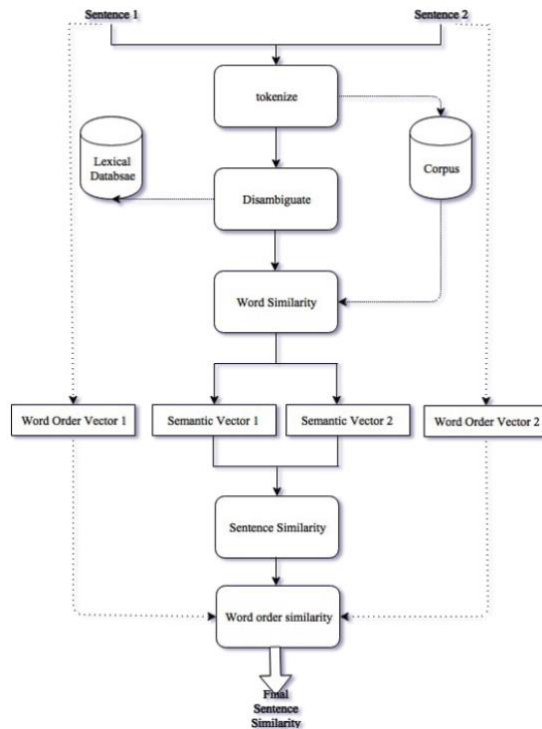 Sentence 1
Sentence 2
tokenize
Lexical
Databsae
Corpus
Disambiguate
Word Similarity
Word Order Vector 1
Semantic Vector 1
Semantic Vector 2
Word Order Vector 2
Sentence Similarity
Word order similarity
Final
Sentence
Similarity